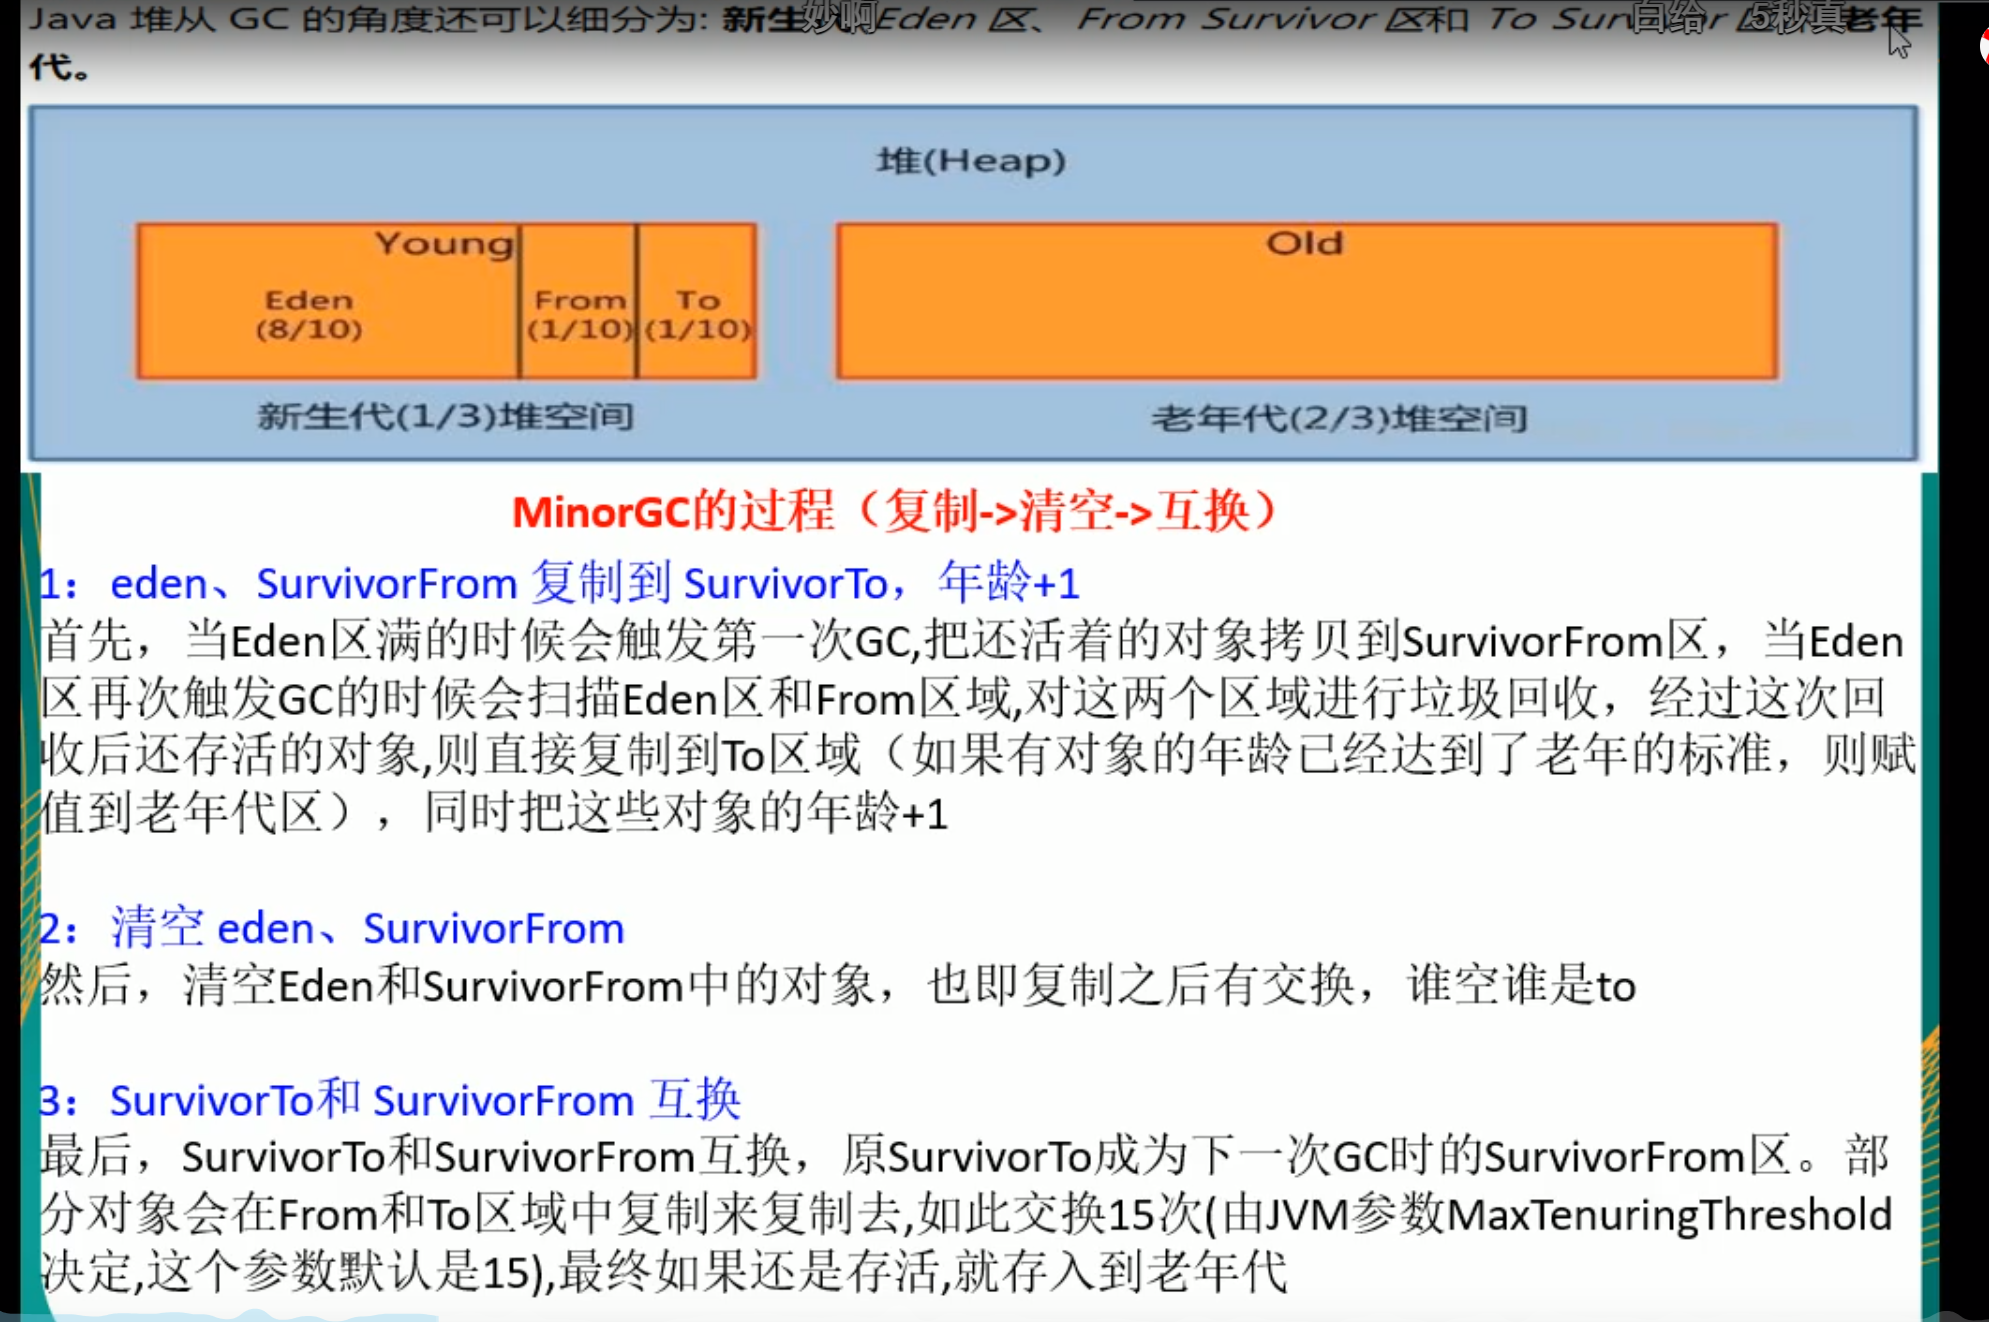 Java 堆从 GC 的角度还可以细分为: 新生 Eden 区、From Survivor 区和 To Survivor 老年
妙啊 白给 5秒真
代。
堆(Heap)
Young
Old
Eden From To
(8/10) (1/10) (1/10)
新生代(1/3)堆空间 老年代(2/3)堆空间
MinorGC的过程（复制->清空->互换）
1：eden、SurvivorFrom 复制到 SurvivorTo，年龄+1
首先，当Eden区满的时候会触发第一次GC,把还活着的对象拷贝到SurvivorFrom区，当Eden
区再次触发GC的时候会扫描Eden区和From区域,对这两个区域进行垃圾回收，经过这次回
收后还存活的对象,则直接复制到To区域（如果有对象的年龄已经达到了老年的标准，则赋
值到老年代区），同时把这些对象的年龄+1
2：清空 eden、SurvivorFrom
然后，清空Eden和SurvivorFrom中的对象，也即复制之后有交换，谁空谁是to
3：SurvivorTo和 SurvivorFrom 互换
最后，SurvivorTo和SurvivorFrom互换，原SurvivorTo成为下一次GC时的SurvivorFrom区。部
分对象会在From和To区域中复制来复制去,如此交换15次(由JVM参数MaxTenuringThreshold
决定,这个参数默认是15),最终如果还是存活,就存入到老年代